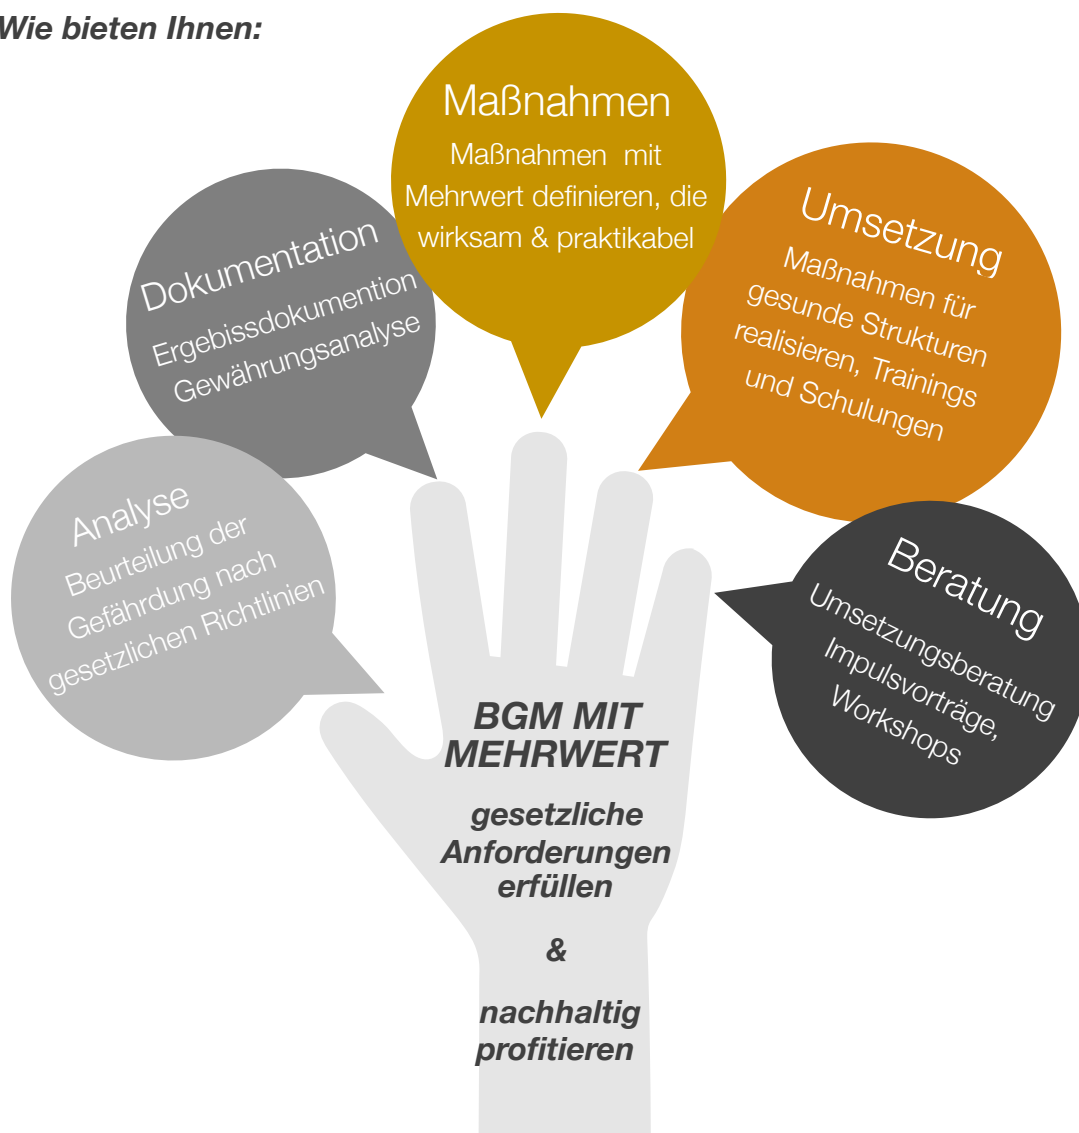 Wie bieten Ihnen:
Maßnahmen
Maßnahmen mit
Mehrwert definieren, die
wirksam & praktikabel
Dokumentation
Ergebissdokumention
Gewährungsanalyse
Umsetzung
Maßnahmen für
gesunde Strukturen
realisieren, Trainings
und Schulungen
Analyse
Beurteilung der
Gefährdung nach
gesetzlichen Richtlinien
Beratung
Umsetzungsberatung
Impulsvorträge,
Workshops
BGM MIT
MEHRWERT
gesetzliche
Anforderungen
erfüllen
&
nachhaltig
profitieren